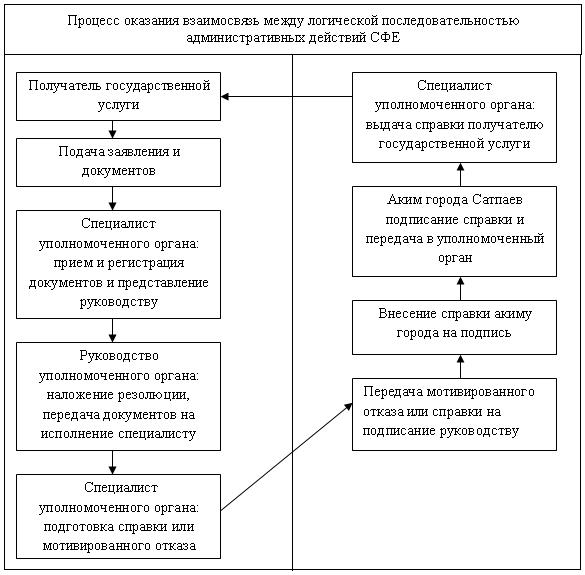 Процесс оказания взаимосвязь между логической последовательностью
административных действий СФЕ
Получатель государственной
услуги
Подача заявления и
документов
Специалист
уполномоченного органа:
прием и регистрация
документов и представление
руководству
Руководство
уполномоченного органа:
наложение резолюции,
передача документов на
исполнение специалисту
Специалист
уполномоченного органа:
подготовка справки или
мотивированного отказа
Передача мотивированного
отказа или справки на
подписание руководству
Внесение справки акиму
города на подпись
Аким города Сатпаев
подписание справки и
передача в уполномоченный
орган
Специалист
уполномоченного органа:
выдача справки получателю
государственной услуги